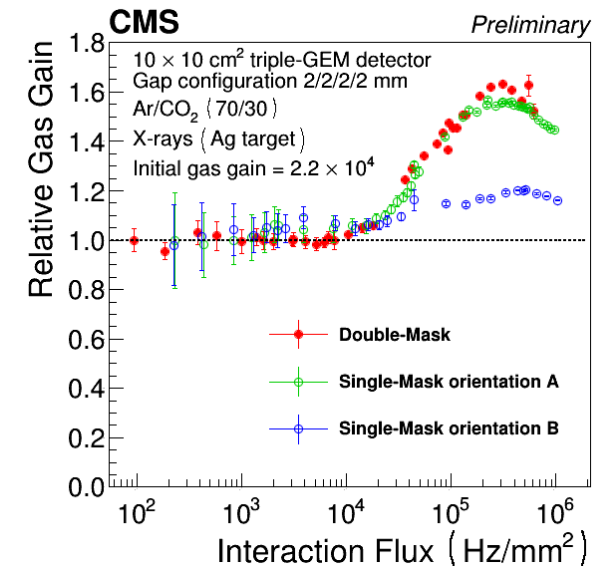 CMS Preliminary
10 × 10 cm² triple-GEM detector
Gap configuration 2/2/2/2 mm
Ar/CO₂ (70/30)
X-rays (Ag target)
Initial gas gain = 2.2 × 10⁴
Relative Gas Gain
1.8
1.6
1.4
1.2
1.0
0.8
0.6
0.4
0.2
0.0
Double-Mask
Single-Mask orientation A
Single-Mask orientation B
10² 10³ 10⁴ 10⁵ 10⁶
Interaction Flux (Hz/mm²)